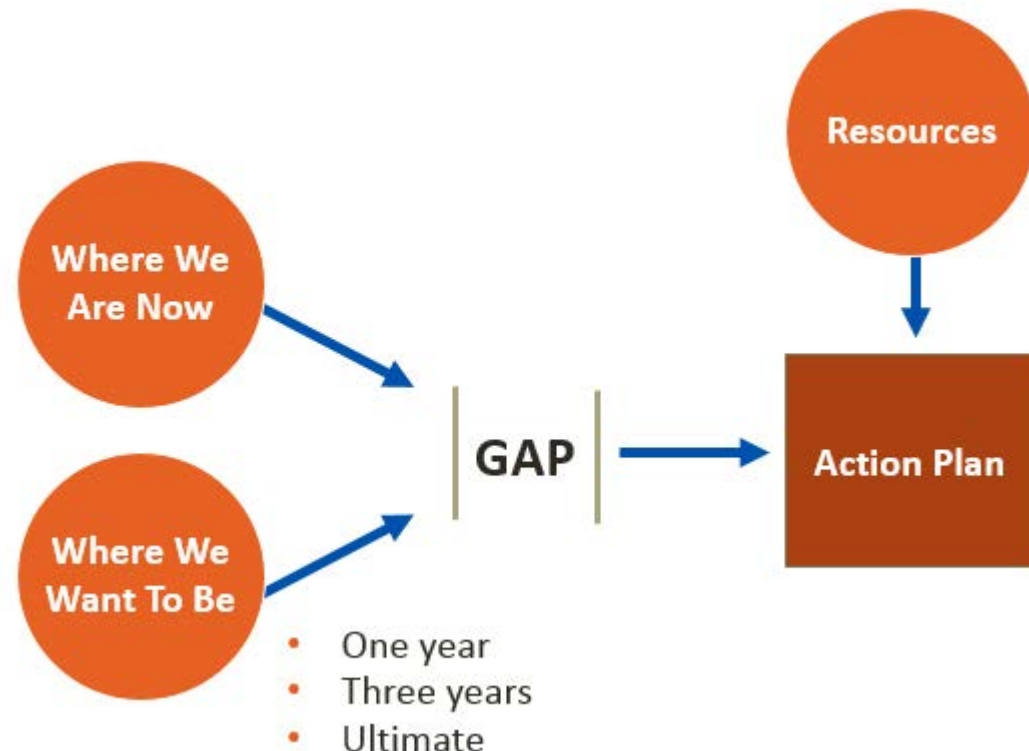 Resources
Where We
Are Now
GAP
Action Plan
Where We
Want To Be
One year
Three years
Ultimate